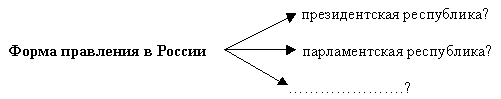 президентская республика?
Форма правления в России
парламентская республика?
………………….?